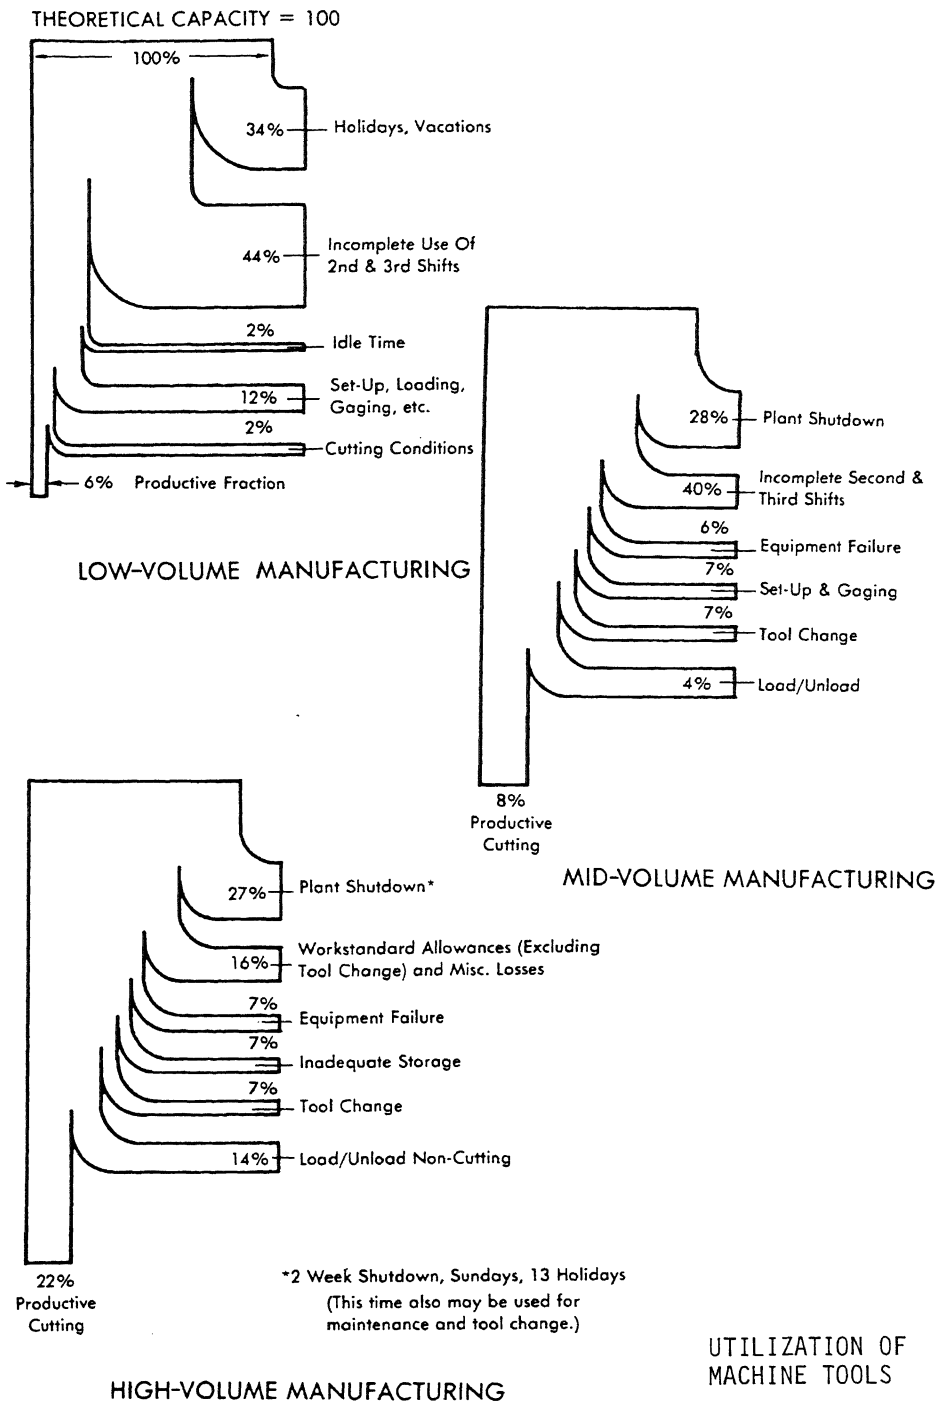 THEORETICAL CAPACITY = 100
100%
34%
Holidays, Vacations
44%
Incomplete Use Of
2nd & 3rd Shifts
2%
Idle Time
12%
Set-Up, Loading,
Gaging, etc.
2%
Cutting Conditions
6% Productive Fraction
LOW-VOLUME MANUFACTURING
28%
Plant Shutdown
40%
Incomplete Second &
Third Shifts
6%
Equipment Failure
7%
Set-Up & Gaging
7%
Tool Change
4%
Load/Unload
8%
Productive
Cutting
MID-VOLUME MANUFACTURING
27%
Plant Shutdown*
16%
Workstandard Allowances (Excluding
Tool Change) and Misc. Losses
7%
Equipment Failure
7%
Inadequate Storage
7%
Tool Change
14%
Load/Unload Non-Cutting
22%
Productive
Cutting
*2 Week Shutdown, Sundays, 13 Holidays
(This time also may be used for
maintenance and tool change.)
HIGH-VOLUME MANUFACTURING
UTILIZATION OF
MACHINE TOOLS